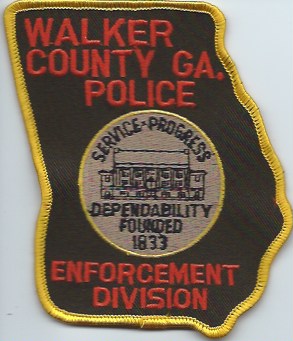 WALKER
COUNTY GA.
POLICE
SERVICE-PROGRESS
DEPENDABILITY
FOUNDED
1833
ENFORCEMENT
DIVISION